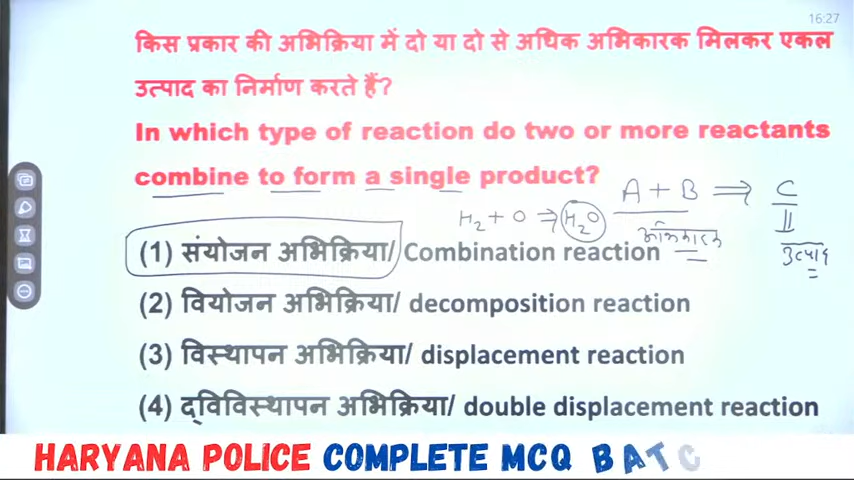 16:27
किस प्रकार की अभिक्रिया में दो या दो से अधिक अभिकारक मिलकर एकल
उत्पाद का निर्माण करते हैं?
In which type of reaction do two or more reactants
combine to form a single product?
A + B ⟹ C
H₂ + O ⟹ H₂O
अभिकारक
उत्पाद
(1) संयोजन अभिक्रिया/ Combination reaction
(2) वियोजन अभिक्रिया/ decomposition reaction
(3) विस्थापन अभिक्रिया/ displacement reaction
(4) द्विविस्थापन अभिक्रिया/ double displacement reaction
HARYANA POLICE COMPLETE MCQ BATC